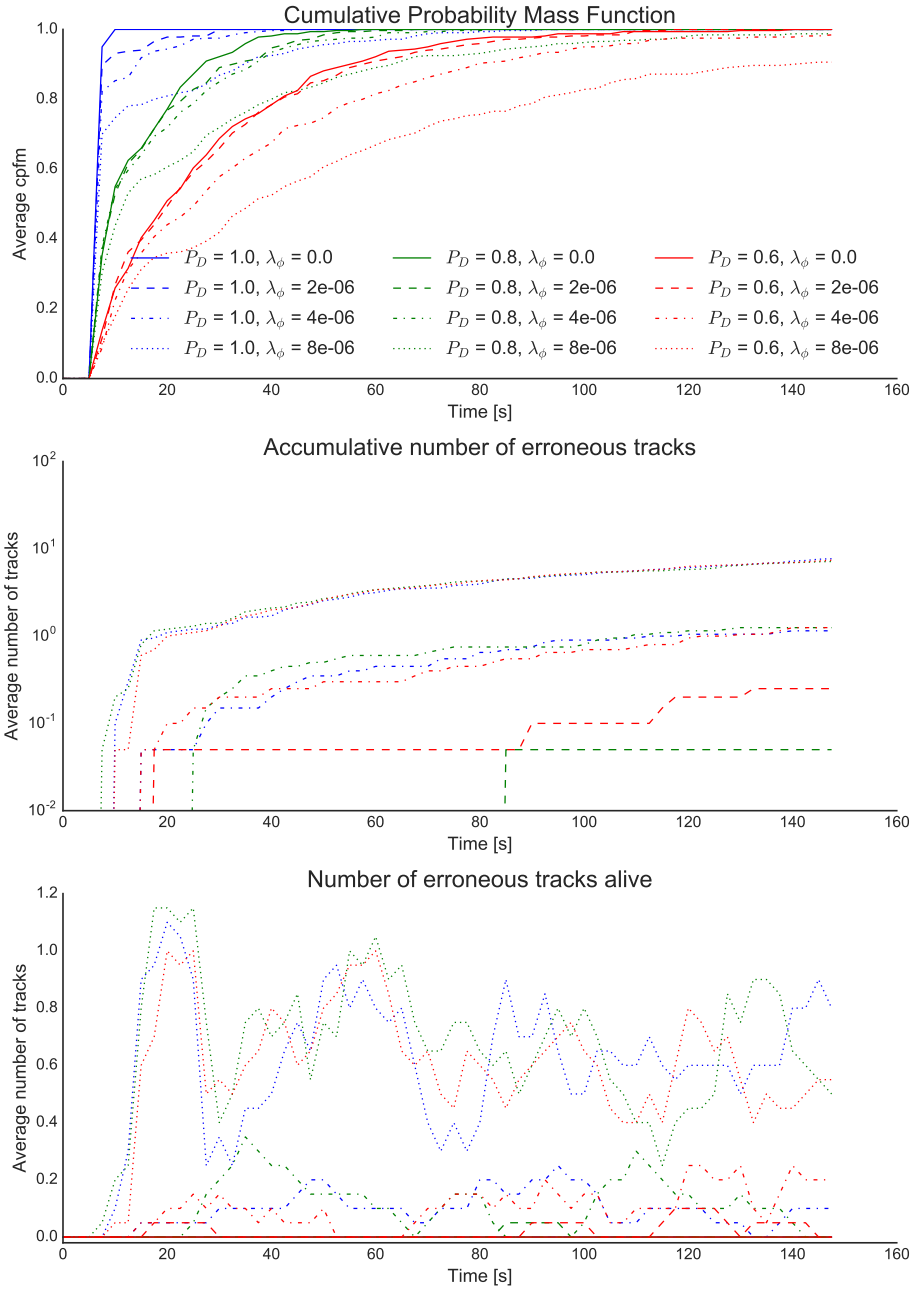 Cumulative Probability Mass Function
1.0
0.8
0.6
0.4
0.2
0.0
Average cpfm
P_D = 1.0, λ_ϕ = 0.0
P_D = 0.8, λ_ϕ = 0.0
P_D = 0.6, λ_ϕ = 0.0
P_D = 1.0, λ_ϕ = 2e-06
P_D = 0.8, λ_ϕ = 2e-06
P_D = 0.6, λ_ϕ = 2e-06
P_D = 1.0, λ_ϕ = 4e-06
P_D = 0.8, λ_ϕ = 4e-06
P_D = 0.6, λ_ϕ = 4e-06
P_D = 1.0, λ_ϕ = 8e-06
P_D = 0.8, λ_ϕ = 8e-06
P_D = 0.6, λ_ϕ = 8e-06
0 20 40 60 80 100 120 140 160
Time [s]
Accumulative number of erroneous tracks
10^2
10^1
10^0
10^-1
10^-2
Average number of tracks
0 20 40 60 80 100 120 140 160
Time [s]
Number of erroneous tracks alive
1.2
1.0
0.8
0.6
0.4
0.2
0.0
Average number of tracks
0 20 40 60 80 100 120 140 160
Time [s]